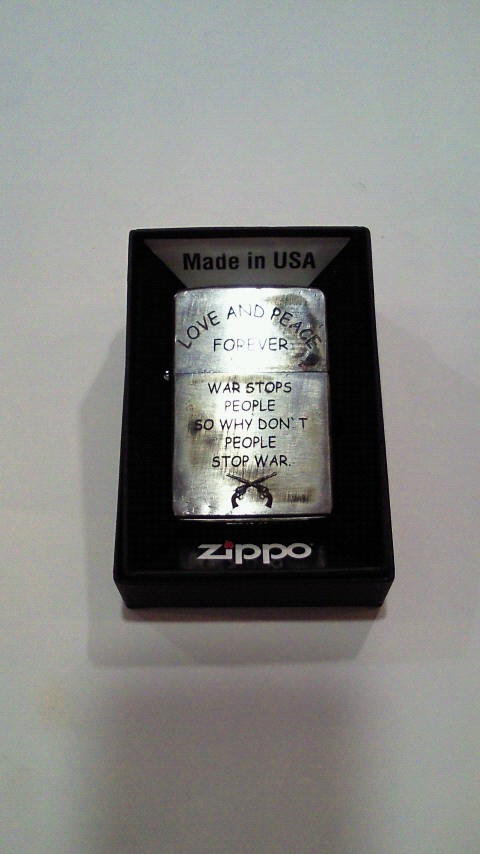 Made in USA
LOVE AND PEACE
FOREVER
WAR STOPS
PEOPLE
SO WHY DON`T
PEOPLE
STOP WAR.
zippo